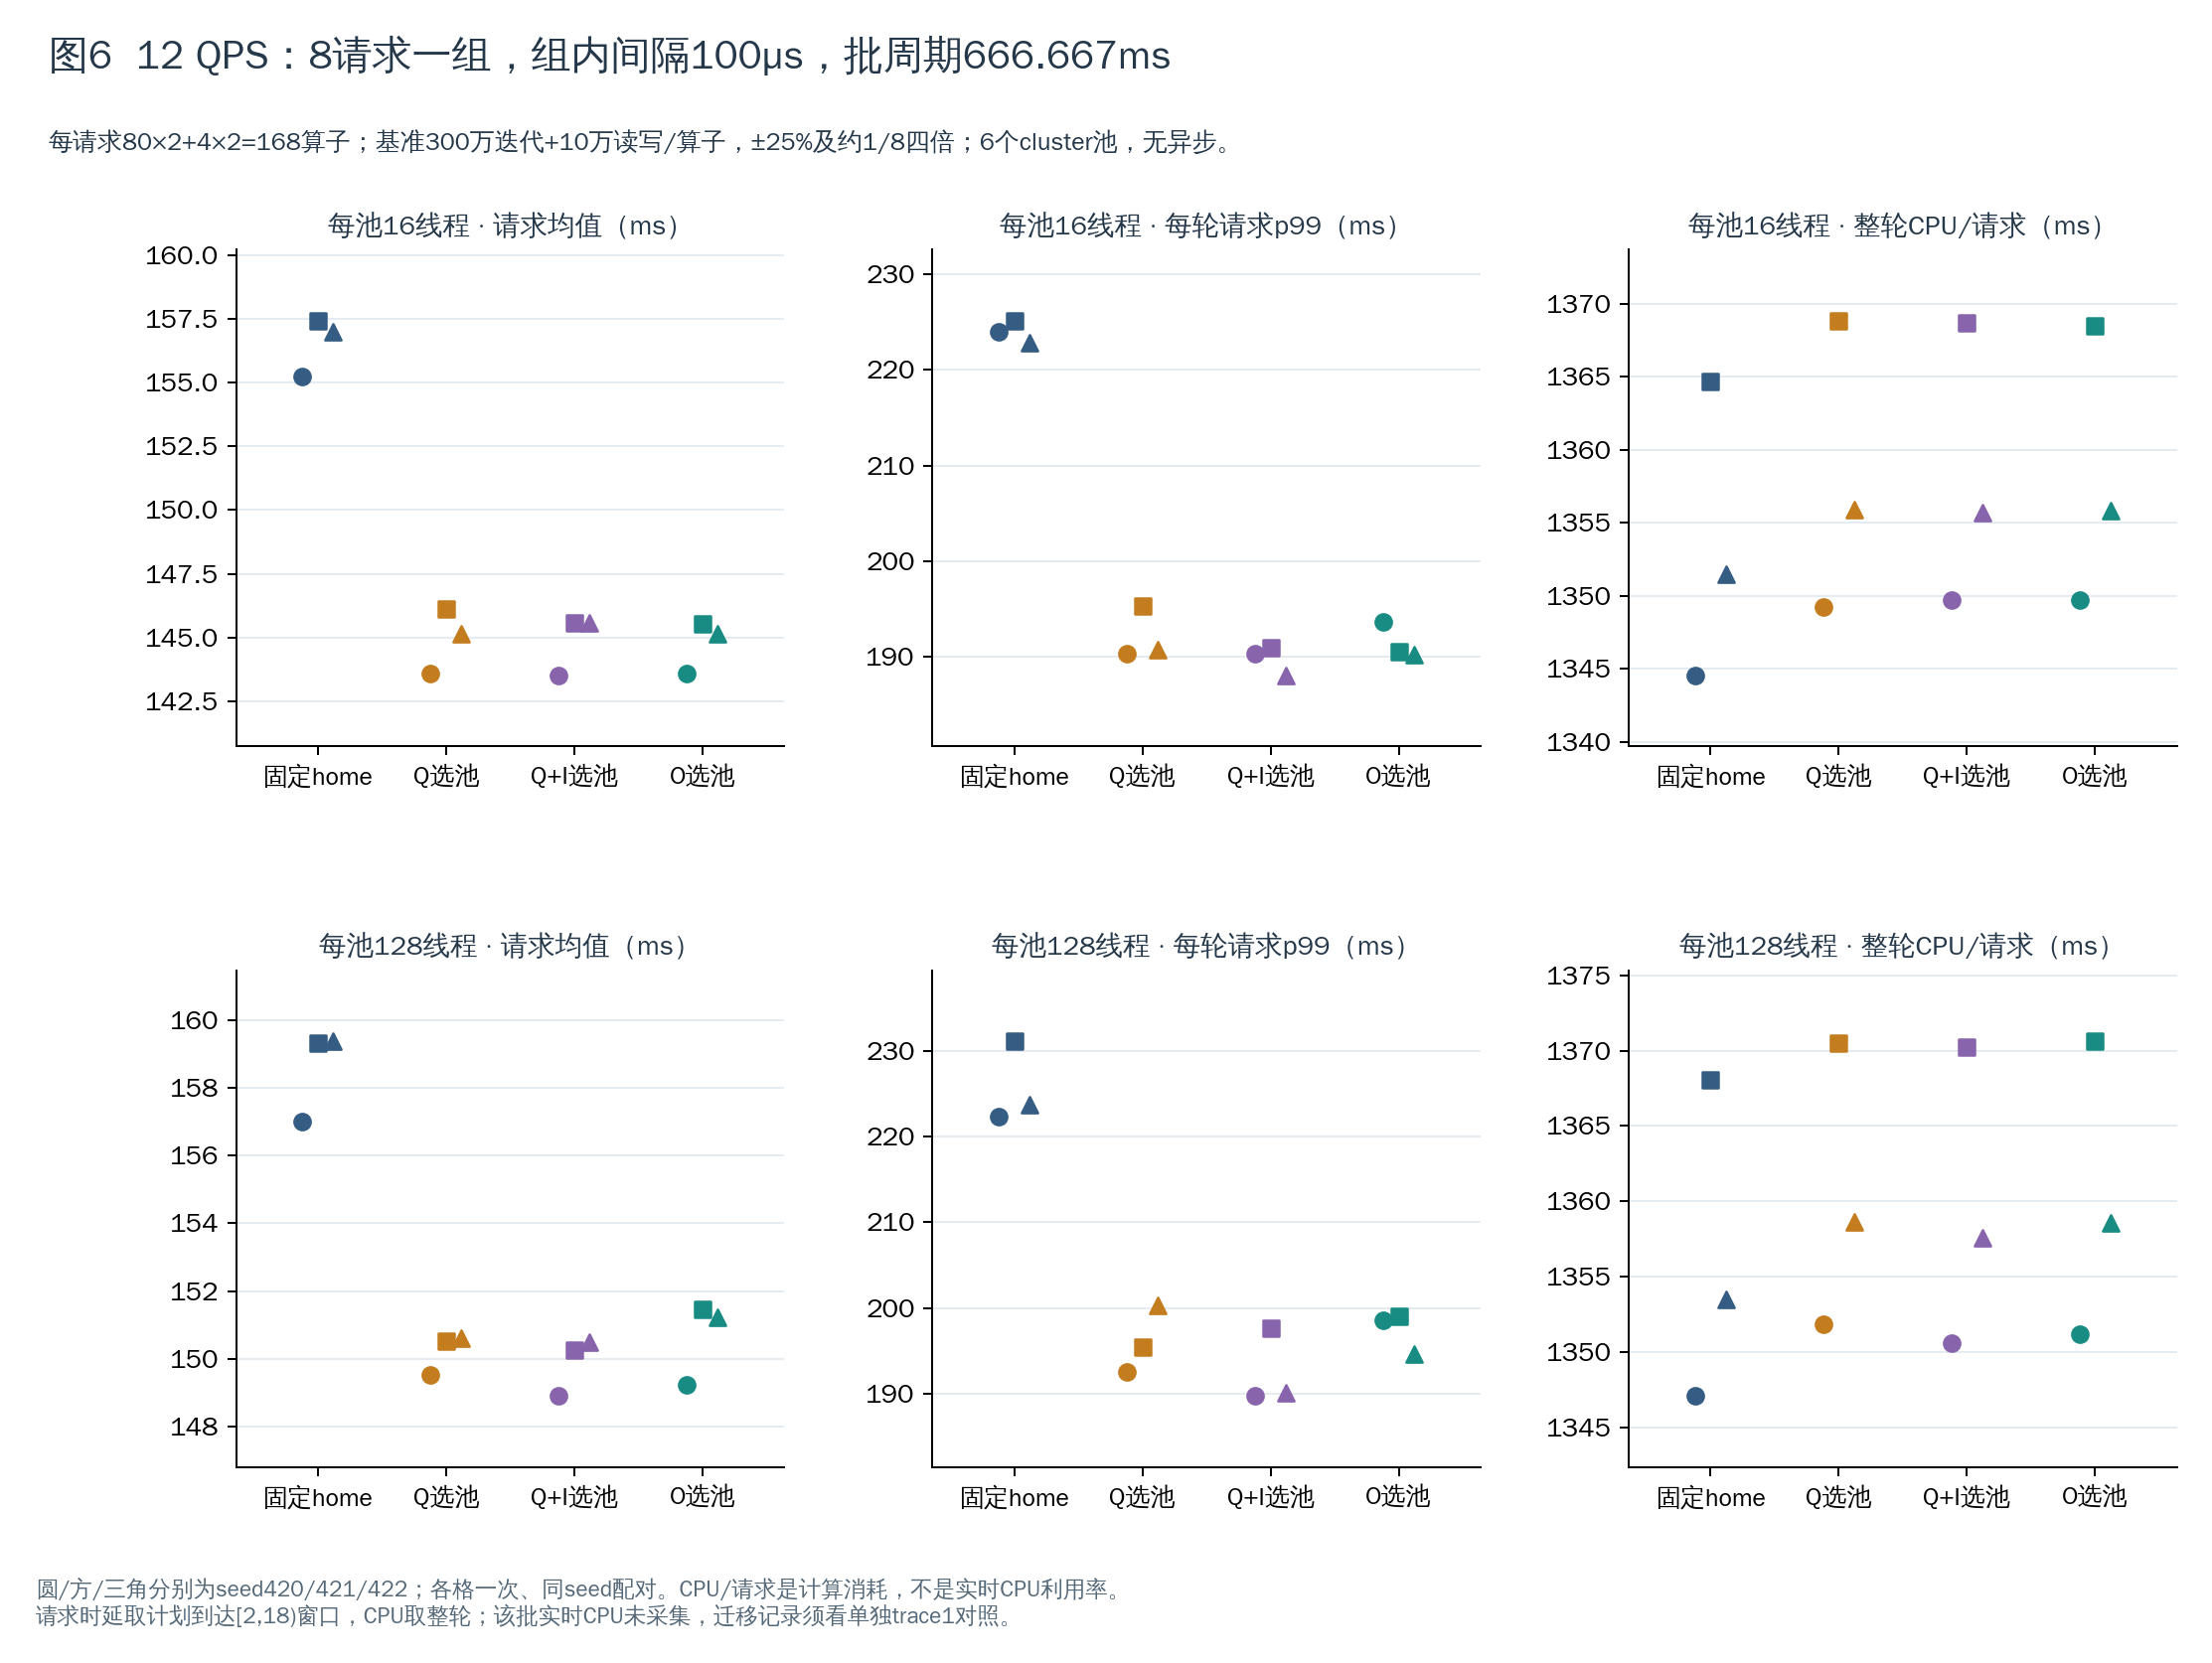 图6  12 QPS：8请求一组，组内间隔100μs，批周期666.667ms
每请求80×2+4×2=168算子；基准300万迭代+10万读写/算子，±25%及约1/8四倍；6个cluster池，无异步。
每池16线程 · 请求均值（ms）
160.0
157.5
155.0
152.5
150.0
147.5
145.0
142.5
固定home
Q选池
Q+I选池
O选池
每池16线程 · 每轮请求p99（ms）
230
220
210
200
190
固定home
Q选池
Q+I选池
O选池
每池16线程 · 整轮CPU/请求（ms）
1370
1365
1360
1355
1350
1345
1340
固定home
Q选池
Q+I选池
O选池
每池128线程 · 请求均值（ms）
160
158
156
154
152
150
148
固定home
Q选池
Q+I选池
O选池
每池128线程 · 每轮请求p99（ms）
230
220
210
200
190
固定home
Q选池
Q+I选池
O选池
每池128线程 · 整轮CPU/请求（ms）
1375
1370
1365
1360
1355
1350
1345
固定home
Q选池
Q+I选池
O选池
圆/方/三角分别为seed420/421/422；各格一次、同seed配对。CPU/请求是计算消耗，不是实时CPU利用率。
请求时延取计划到达[2,18)窗口，CPU取整轮；该批实时CPU未采集，迁移记录须看单独trace1对照。